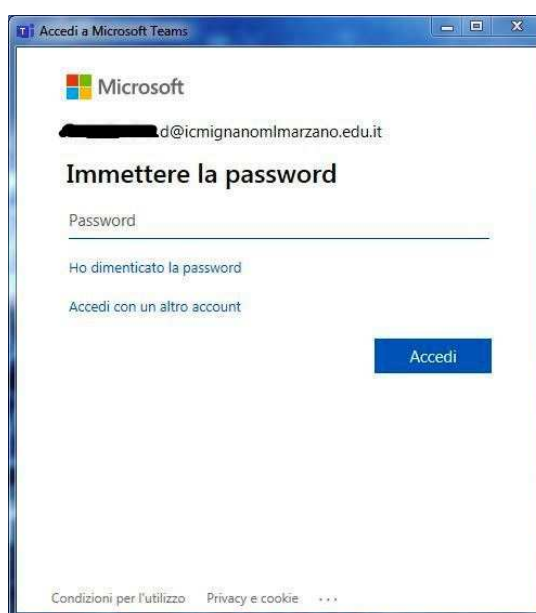 Accedi a Microsoft Teams
Microsoft
d@icmignanomlmarzano.edu.it
Immettere la password
Password
Ho dimenticato la password
Accedi con un altro account
Accedi
Condizioni per l'utilizzo Privacy e cookie ...